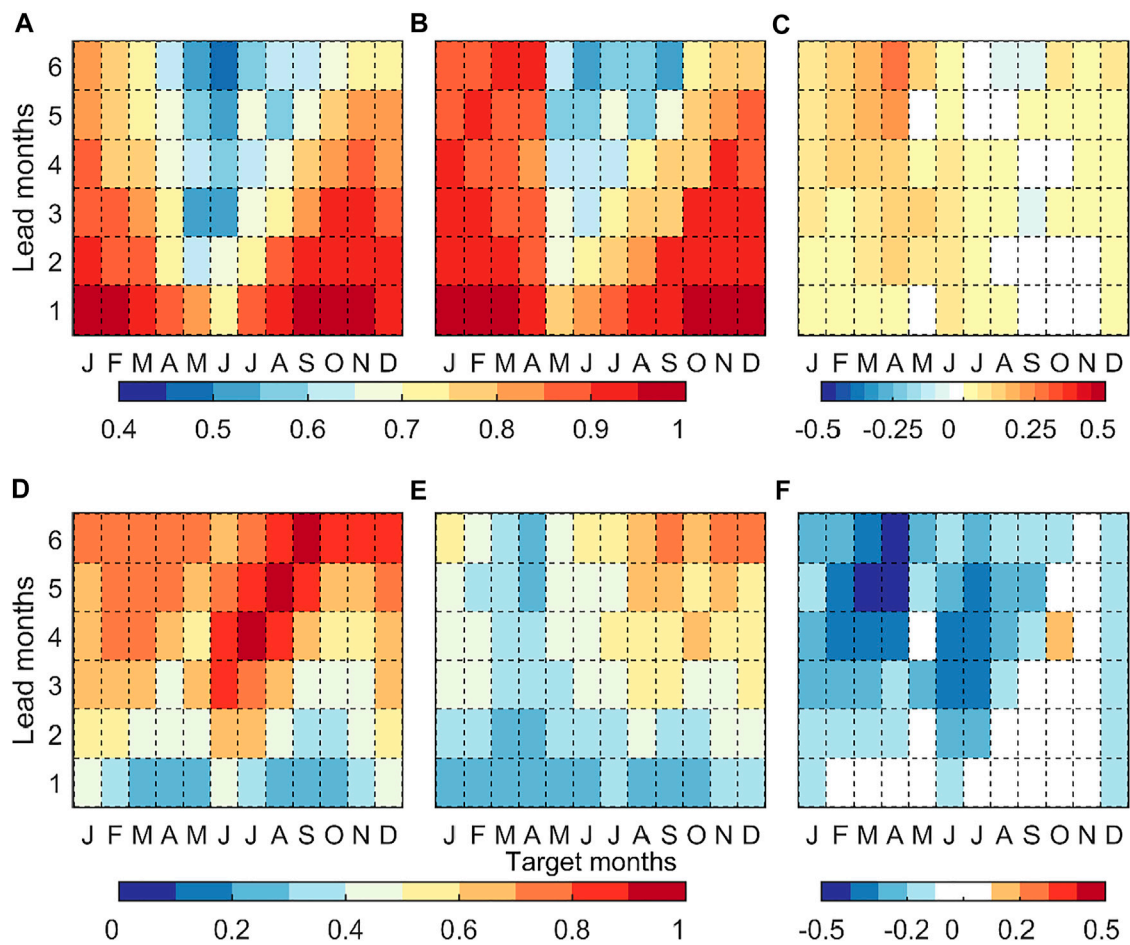 A B C
Lead months
6
5
4
3
2
1
J F M A M J J A S O N D J F M A M J J A S O N D J F M A M J J A S O N D
0.4 0.5 0.6 0.7 0.8 0.9 1 -0.5 -0.25 0 0.25 0.5
D E F
Lead months
6
5
4
3
2
1
J F M A M J J A S O N D J F M A M J J A S O N D J F M A M J J A S O N D
Target months
0 0.2 0.4 0.6 0.8 1 -0.5 -0.2 0 0.2 0.5